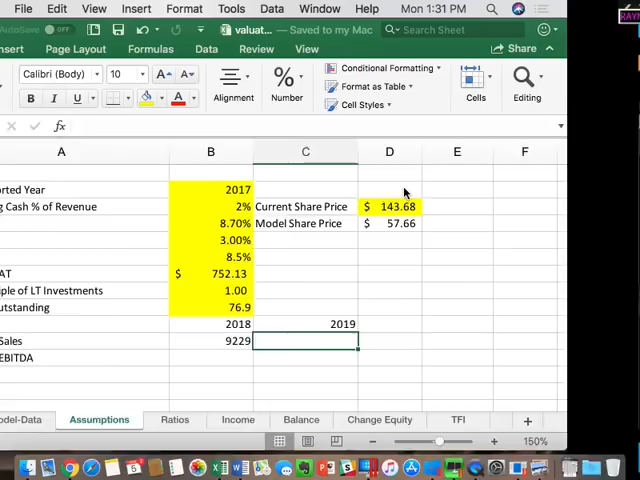 File Edit View Insert Format Tools Data Window Help Mon 1:31 PM
AutoSave OFF valuat... — Saved to my Mac Search Sheet
nsert Page Layout Formulas Data Review View Share
Calibri (Body) 10 A A % Conditional Formatting Format as Table Cell Styles
B I U A Alignment Number Cells Editing
fx
A B C D E F
orted Year 2017
g Cash % of Revenue 2% Current Share Price $ 143.68
8.70% Model Share Price $ 57.66
3.00%
8.5%
AT $ 752.13
iple of LT Investments 1.00
utstanding 76.9
2018 2019
Sales 9229
EBITDA
odel-Data Assumptions Ratios Income Balance Change Equity TFI +
− + 150%